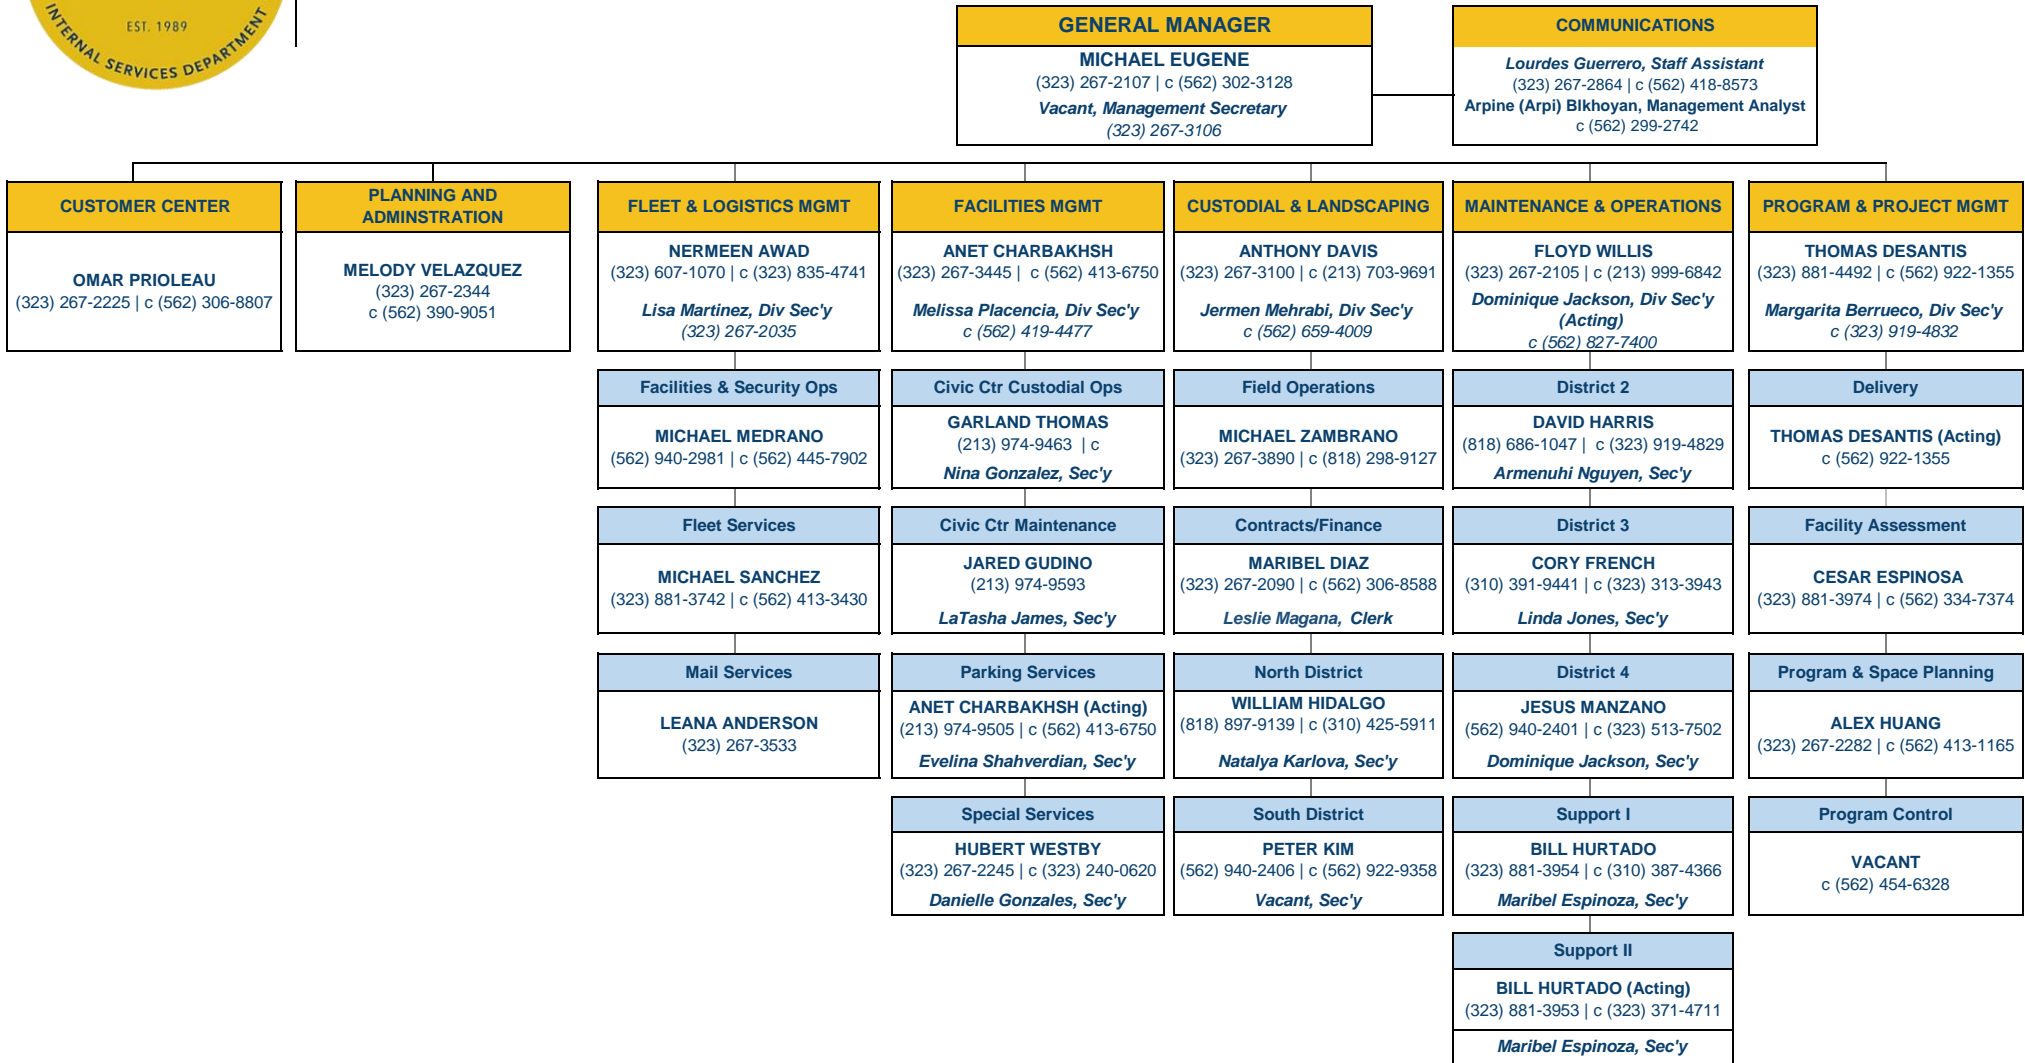 EST. 1989
INTERNAL SERVICES DEPARTMENT
GENERAL MANAGER
MICHAEL EUGENE
(323) 267-2107 | c (562) 302-3128
Vacant, Management Secretary
(323) 267-3106
COMMUNICATIONS
Lourdes Guerrero, Staff Assistant
(323) 267-2864 | c (562) 418-8573
Arpine (Arpi) Blkhoyan, Management Analyst
c (562) 299-2742
CUSTOMER CENTER
OMAR PRIOLEAU
(323) 267-2225 | c (562) 306-8807
PLANNING AND
ADMINSTRATION
MELODY VELAZQUEZ
(323) 267-2344
c (562) 390-9051
FLEET & LOGISTICS MGMT
NERMEEN AWAD
(323) 607-1070 | c (323) 835-4741
Lisa Martinez, Div Sec'y
(323) 267-2035
Facilities & Security Ops
MICHAEL MEDRANO
(562) 940-2981 | c (562) 445-7902
Fleet Services
MICHAEL SANCHEZ
(323) 881-3742 | c (562) 413-3430
Mail Services
LEANA ANDERSON
(323) 267-3533
FACILITIES MGMT
ANET CHARBAKHSH
(323) 267-3445 | c (562) 413-6750
Melissa Placencia, Div Sec'y
c (562) 419-4477
Civic Ctr Custodial Ops
GARLAND THOMAS
(213) 974-9463 | c
Nina Gonzalez, Sec'y
Civic Ctr Maintenance
JARED GUDINO
(213) 974-9593
LaTasha James, Sec'y
Parking Services
ANET CHARBAKHSH (Acting)
(213) 974-9505 | c (562) 413-6750
Evelina Shahverdian, Sec'y
Special Services
HUBERT WESTBY
(323) 267-2245 | c (323) 240-0620
Danielle Gonzales, Sec'y
CUSTODIAL & LANDSCAPING
ANTHONY DAVIS
(323) 267-3100 | c (213) 703-9691
Jermen Mehrabi, Div Sec'y
c (562) 659-4009
Field Operations
MICHAEL ZAMBRANO
(323) 267-3890 | c (818) 298-9127
Contracts/Finance
MARIBEL DIAZ
(323) 267-2090 | c (562) 306-8588
Leslie Magana, Clerk
North District
WILLIAM HIDALGO
(818) 897-9139 | c (310) 425-5911
Natalya Karlova, Sec'y
South District
PETER KIM
(562) 940-2406 | c (562) 922-9358
Vacant, Sec'y
MAINTENANCE & OPERATIONS
FLOYD WILLIS
(323) 267-2105 | c (213) 999-6842
Dominique Jackson, Div Sec'y
(Acting)
c (562) 827-7400
District 2
DAVID HARRIS
(818) 686-1047 | c (323) 919-4829
Armenuhi Nguyen, Sec'y
District 3
CORY FRENCH
(310) 391-9441 | c (323) 313-3943
Linda Jones, Sec'y
District 4
JESUS MANZANO
(562) 940-2401 | c (323) 513-7502
Dominique Jackson, Sec'y
Support I
BILL HURTADO
(323) 881-3954 | c (310) 387-4366
Maribel Espinoza, Sec'y
Support II
BILL HURTADO (Acting)
(323) 881-3953 | c (323) 371-4711
Maribel Espinoza, Sec'y
PROGRAM & PROJECT MGMT
THOMAS DESANTIS
(323) 881-4492 | c (562) 922-1355
Margarita Berrueco, Div Sec'y
c (323) 919-4832
Delivery
THOMAS DESANTIS (Acting)
c (562) 922-1355
Facility Assessment
CESAR ESPINOSA
(323) 881-3974 | c (562) 334-7374
Program & Space Planning
ALEX HUANG
(323) 267-2282 | c (562) 413-1165
Program Control
VACANT
c (562) 454-6328